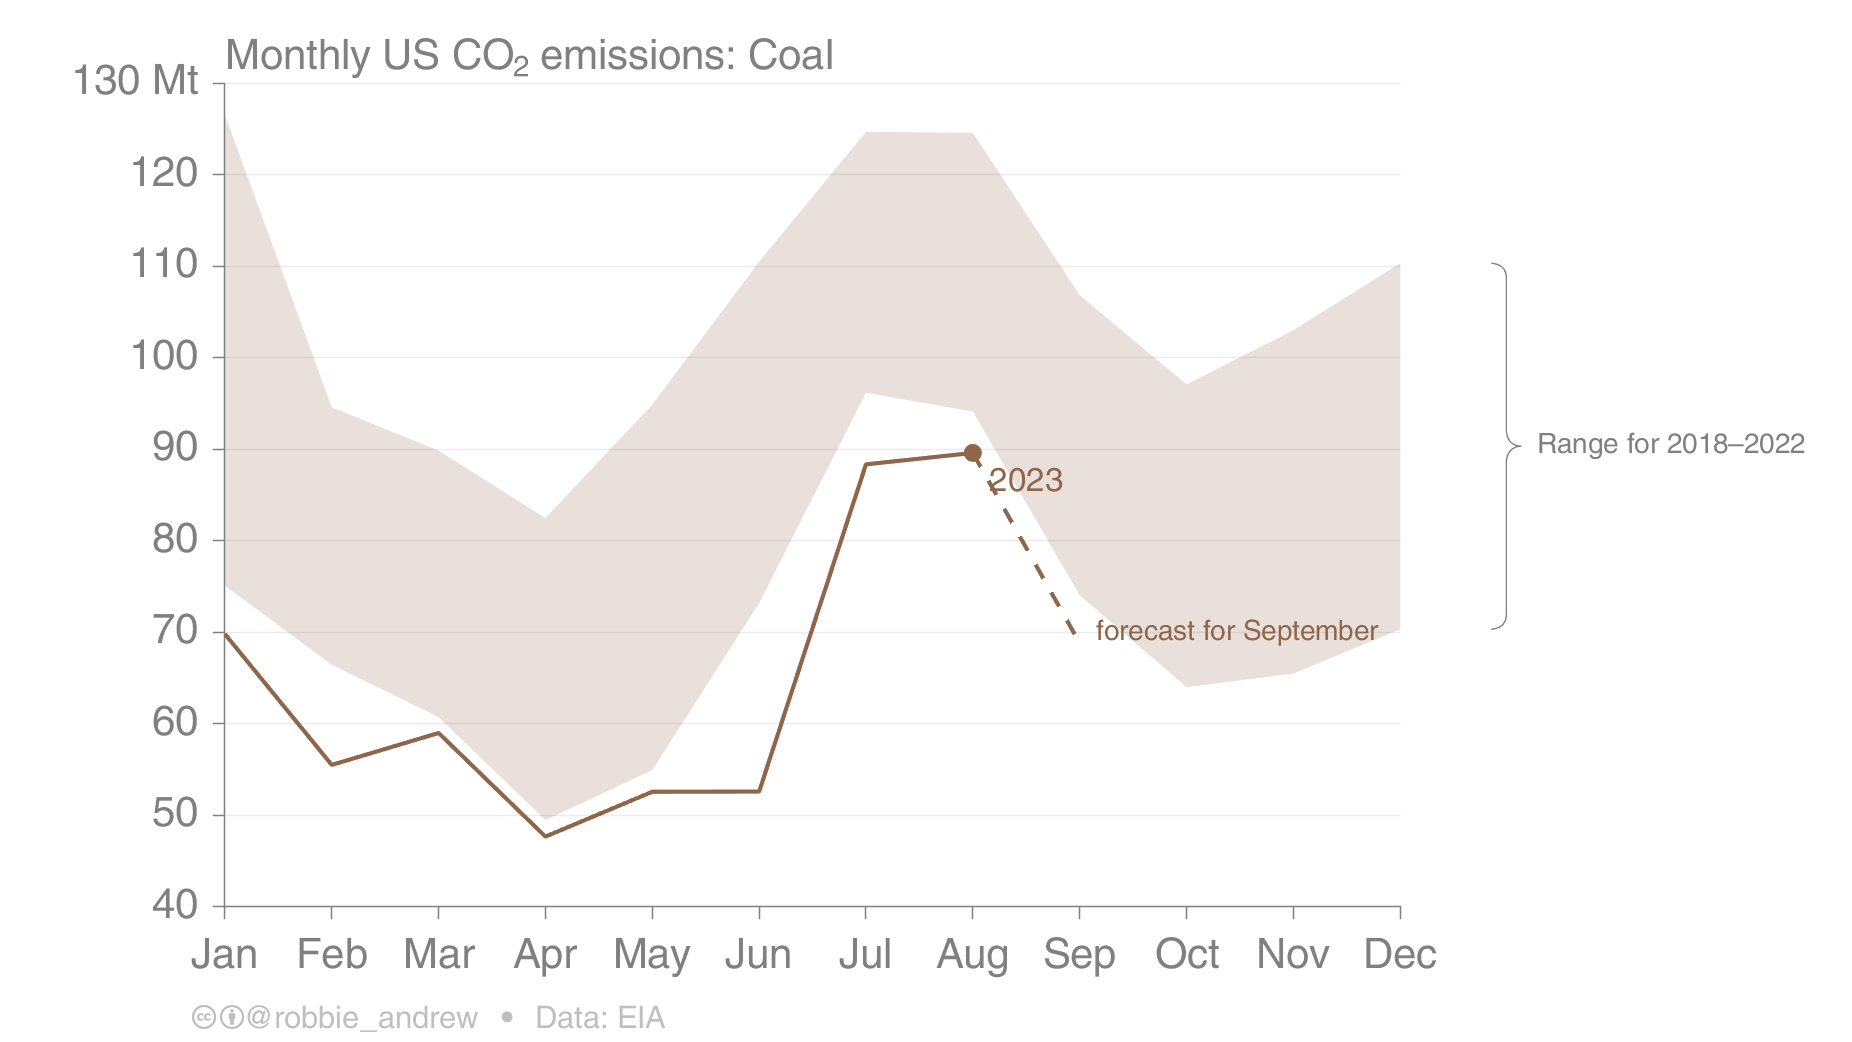 Monthly US CO₂ emissions: Coal
130 Mt
120
110
100
90
80
70
60
50
40
2023
forecast for September
Range for 2018–2022
Jan Feb Mar Apr May Jun Jul Aug Sep Oct Nov Dec
@robbie_andrew • Data: EIA